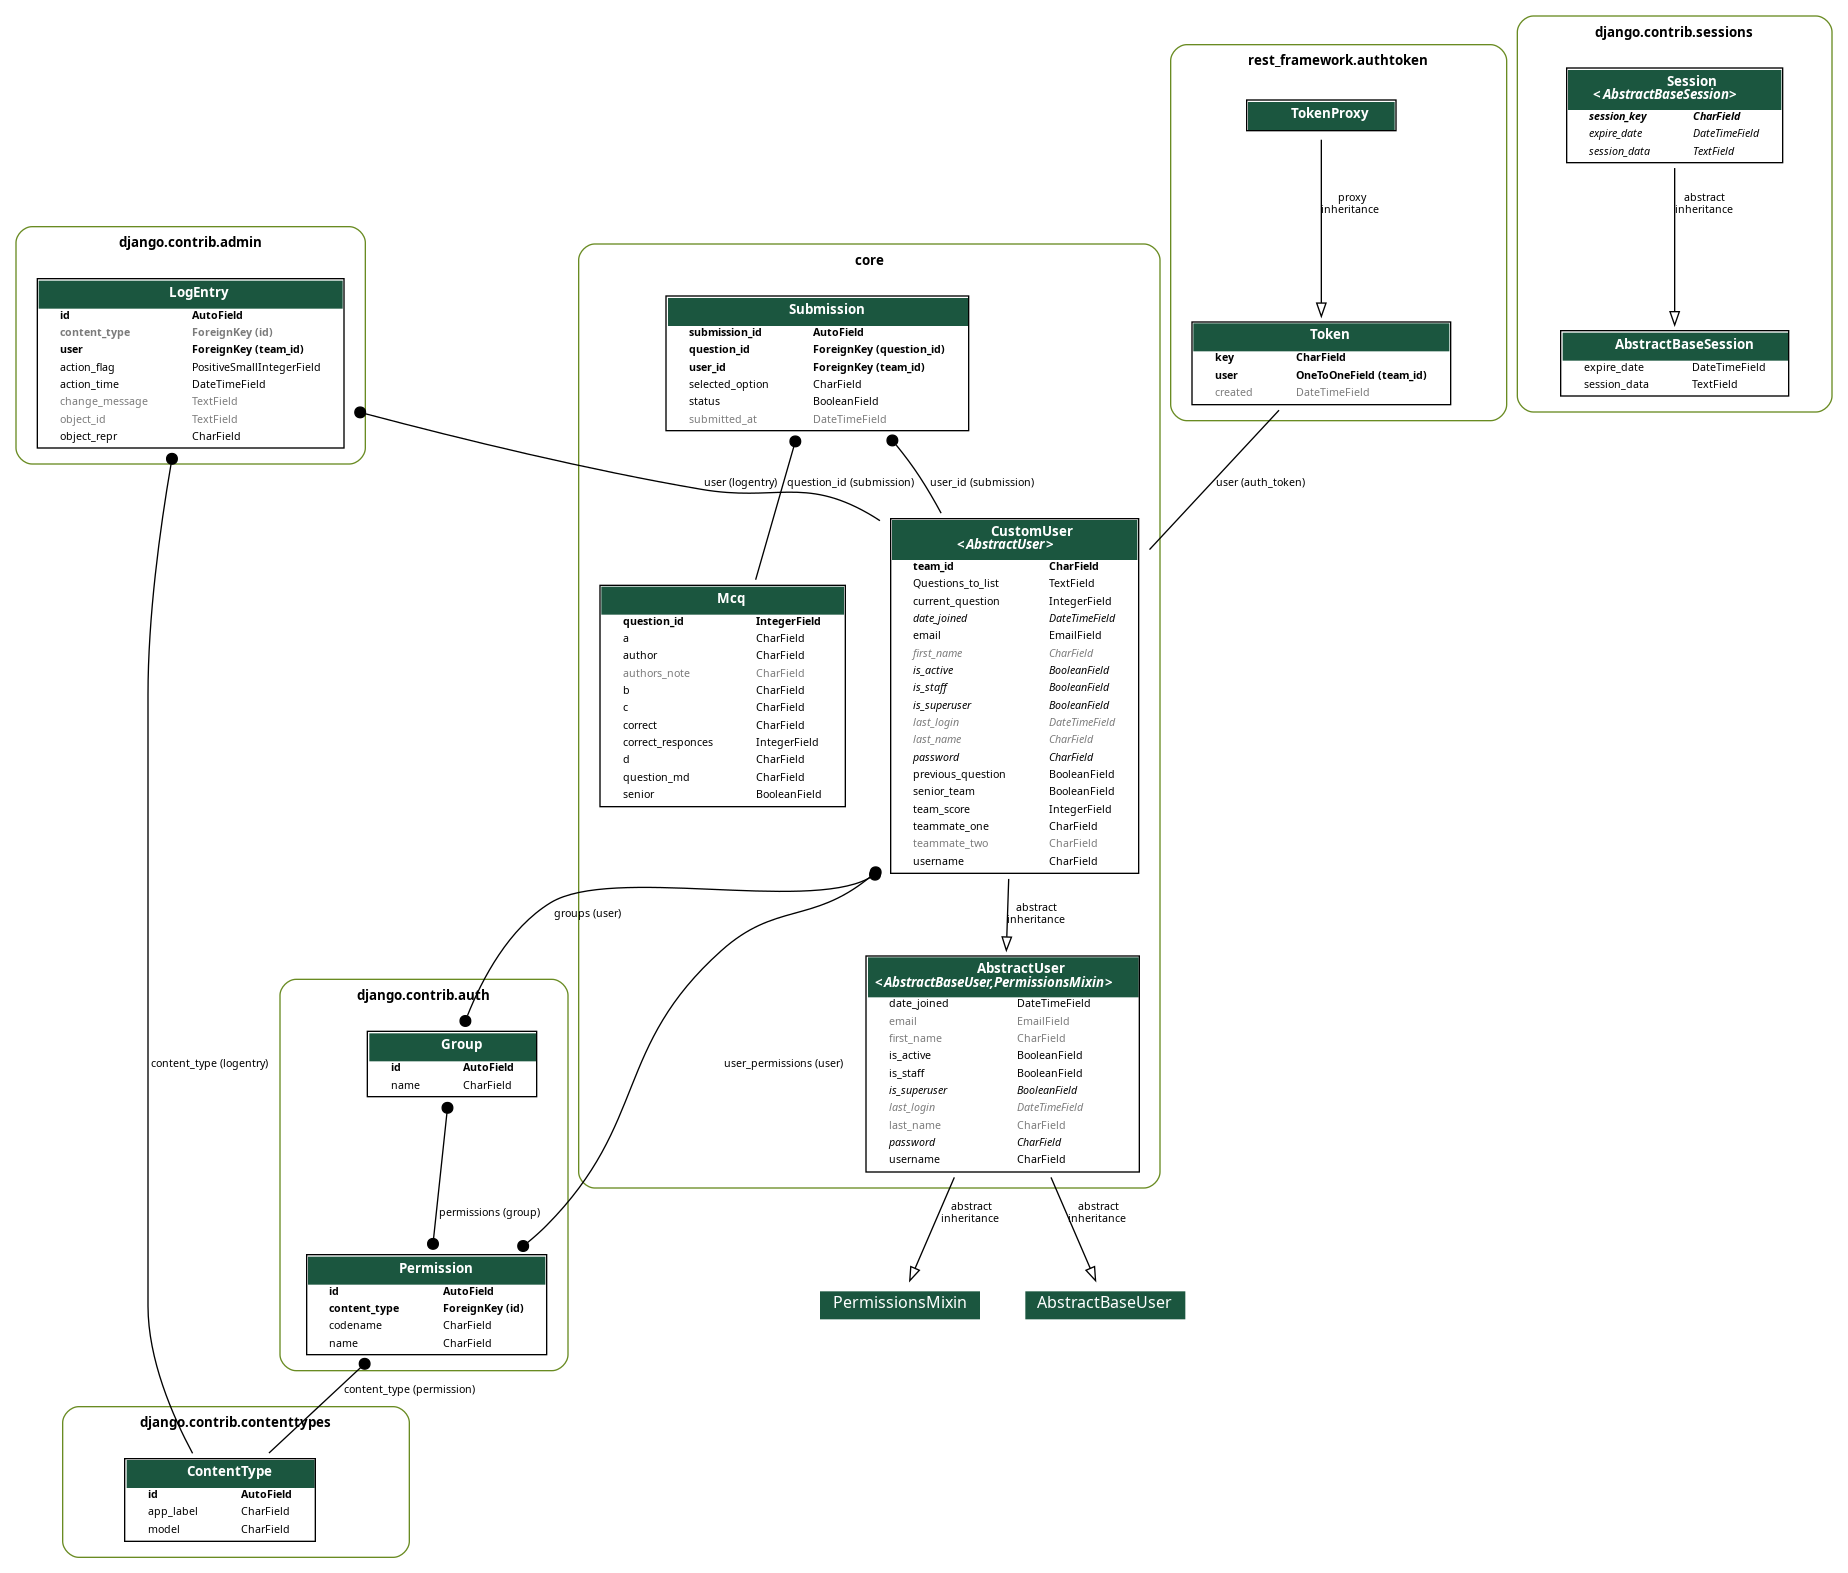 django.contrib.sessions
Session
<AbstractBaseSession>
session_key CharField
expire_date DateTimeField
session_data TextField
abstract
inheritance
AbstractBaseSession
expire_date DateTimeField
session_data TextField
rest_framework.authtoken
TokenProxy
proxy
inheritance
Token
key CharField
user OneToOneField (team_id)
created DateTimeField
user (auth_token)
django.contrib.admin
LogEntry
id AutoField
content_type ForeignKey (id)
user ForeignKey (team_id)
action_flag PositiveSmallIntegerField
action_time DateTimeField
change_message TextField
object_id TextField
object_repr CharField
core
Submission
submission_id AutoField
question_id ForeignKey (question_id)
user_id ForeignKey (team_id)
selected_option CharField
status BooleanField
submitted_at DateTimeField
user (logentry)
question_id (submission)
user_id (submission)
CustomUser
<AbstractUser>
team_id CharField
Questions_to_list TextField
current_question IntegerField
date_joined DateTimeField
email EmailField
first_name CharField
is_active BooleanField
is_staff BooleanField
is_superuser BooleanField
last_login DateTimeField
last_name CharField
password CharField
previous_question BooleanField
senior_team BooleanField
team_score IntegerField
teammate_one CharField
teammate_two CharField
username CharField
Mcq
question_id IntegerField
a CharField
author CharField
authors_note CharField
b CharField
c CharField
correct CharField
correct_responces IntegerField
d CharField
question_md CharField
senior BooleanField
groups (user)
abstract
inheritance
AbstractUser
<AbstractBaseUser,PermissionsMixin>
date_joined DateTimeField
email EmailField
first_name CharField
is_active BooleanField
is_staff BooleanField
is_superuser BooleanField
last_login DateTimeField
last_name CharField
password CharField
username CharField
django.contrib.auth
Group
id AutoField
name CharField
content_type (logentry)
user_permissions (user)
permissions (group)
abstract
inheritance
abstract
inheritance
Permission
id AutoField
content_type ForeignKey (id)
codename CharField
name CharField
PermissionsMixin
AbstractBaseUser
content_type (permission)
django.contrib.contenttypes
ContentType
id AutoField
app_label CharField
model CharField